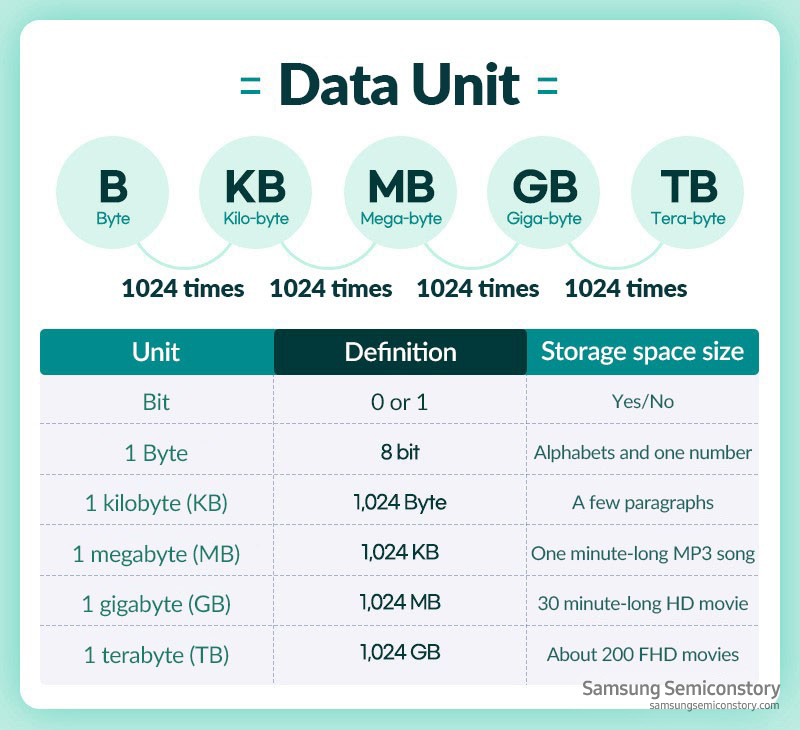 = Data Unit =
B KB MB GB TB
Byte Kilo-byte Mega-byte Giga-byte Tera-byte
1024 times 1024 times 1024 times 1024 times
Unit Definition Storage space size
Bit 0 or 1 Yes/No
1 Byte 8 bit Alphabets and one number
1 kilobyte (KB) 1,024 Byte A few paragraphs
1 megabyte (MB) 1,024 KB One minute-long MP3 song
1 gigabyte (GB) 1,024 MB 30 minute-long HD movie
1 terabyte (TB) 1,024 GB About 200 FHD movies
Samsung Semiconstory
samsungsemiconstory.com